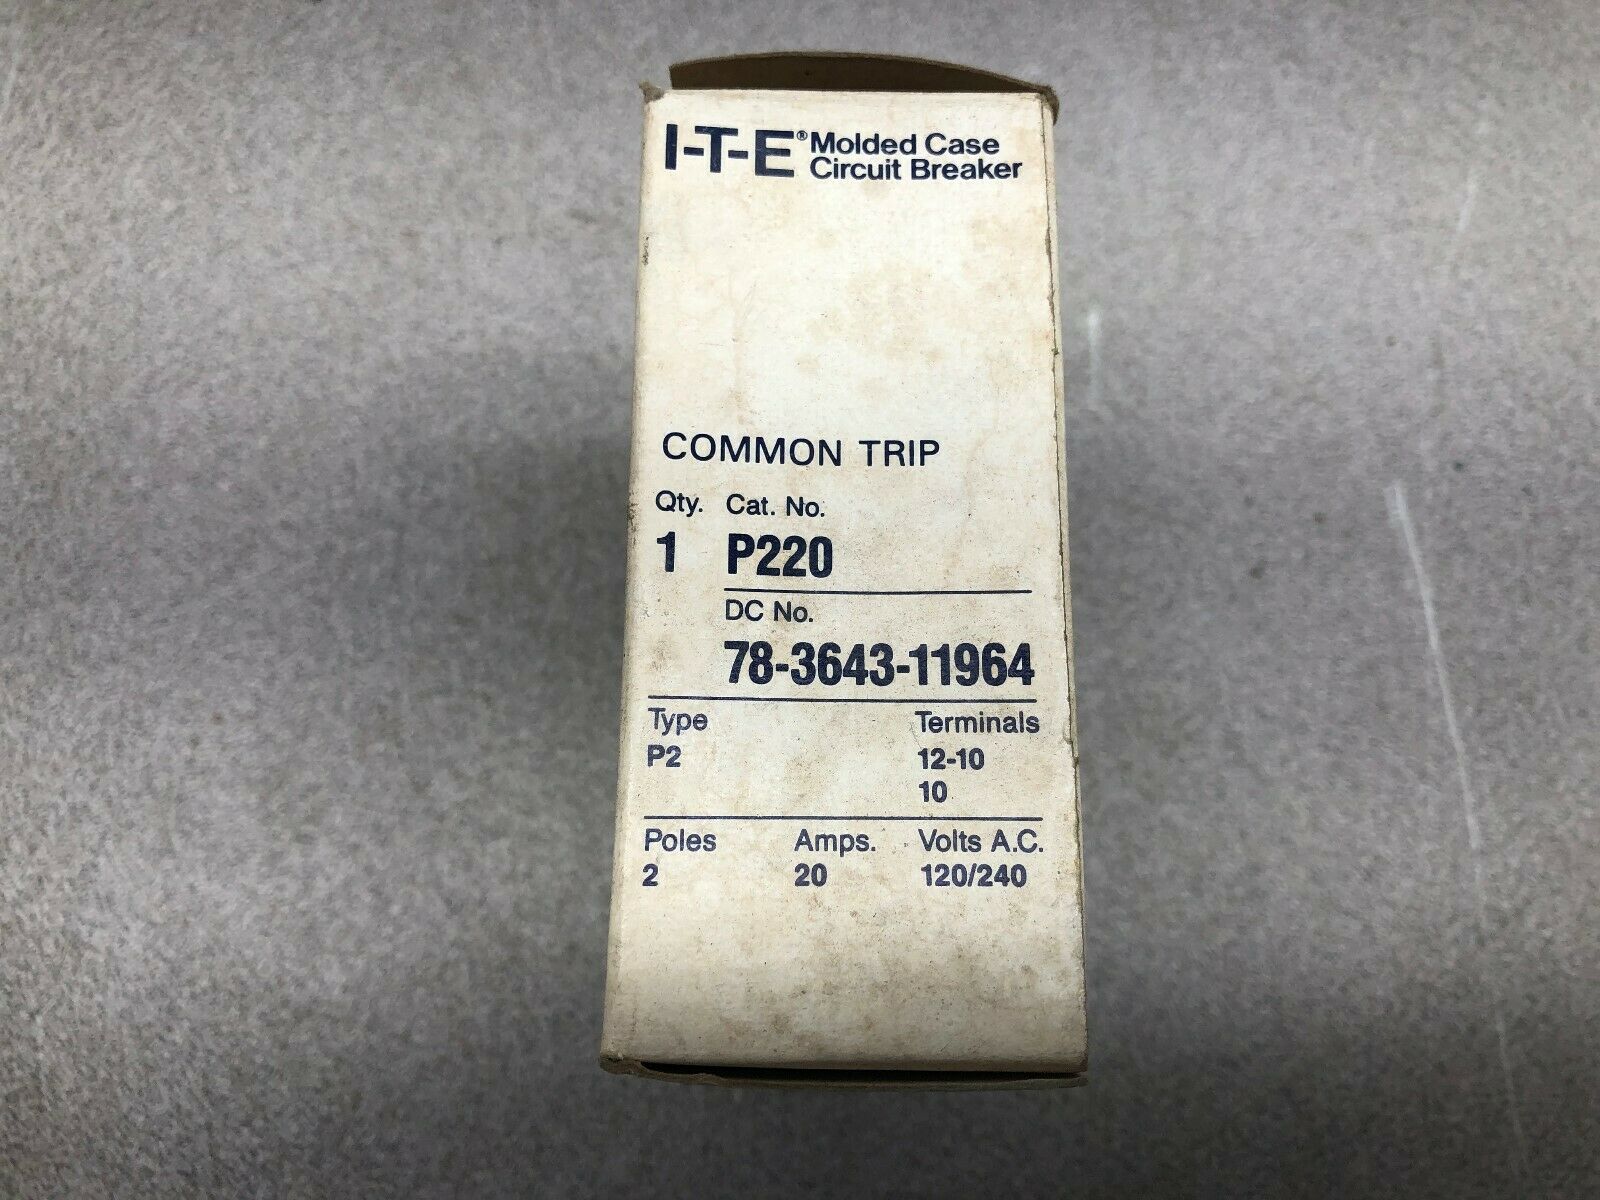 I-T-E® Molded Case
Circuit Breaker
COMMON TRIP
Qty. Cat. No.
1 P220
DC No.
78-3643-11964
Type Terminals
P2 12-10
10
Poles Amps. Volts A.C.
2 20 120/240